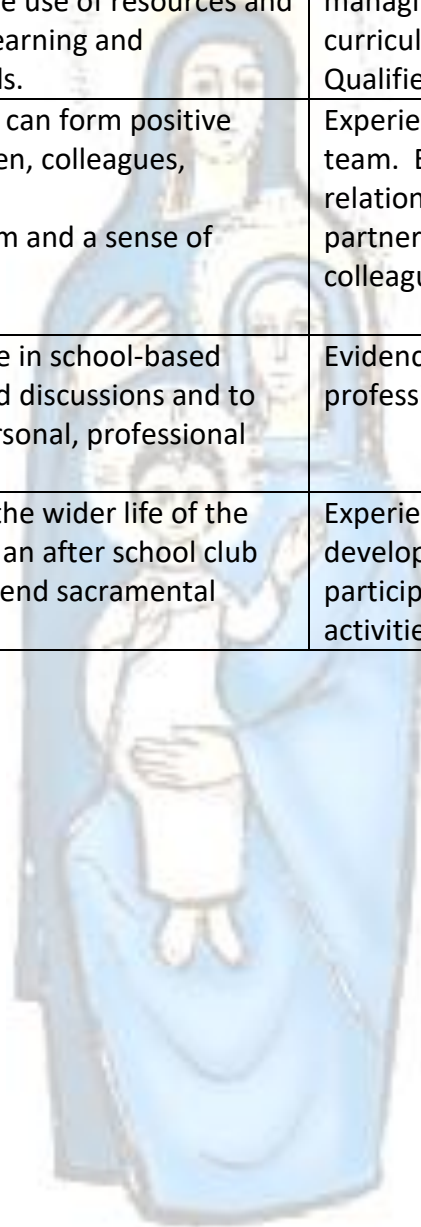 e use of resources and
earning and
ls.
managi
curricul
Qualifie
can form positive
en, colleagues,
m and a sense of
Experie
team. E
relation
partner
colleagu
e in school-based
d discussions and to
ersonal, professional
Evidenc
profess
the wider life of the
an after school club
end sacramental
Experie
develop
particip
activitie